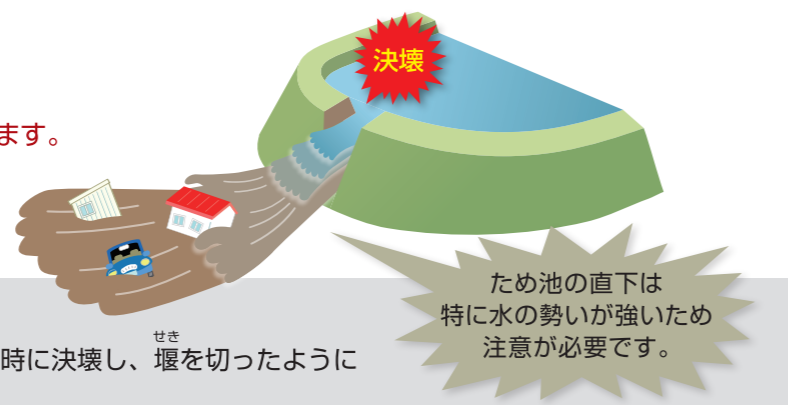 決壊
ます。
ため池の直下は
特に水の勢いが強いため
注意が必要です。
せき
時に決壊し、堰を切ったように